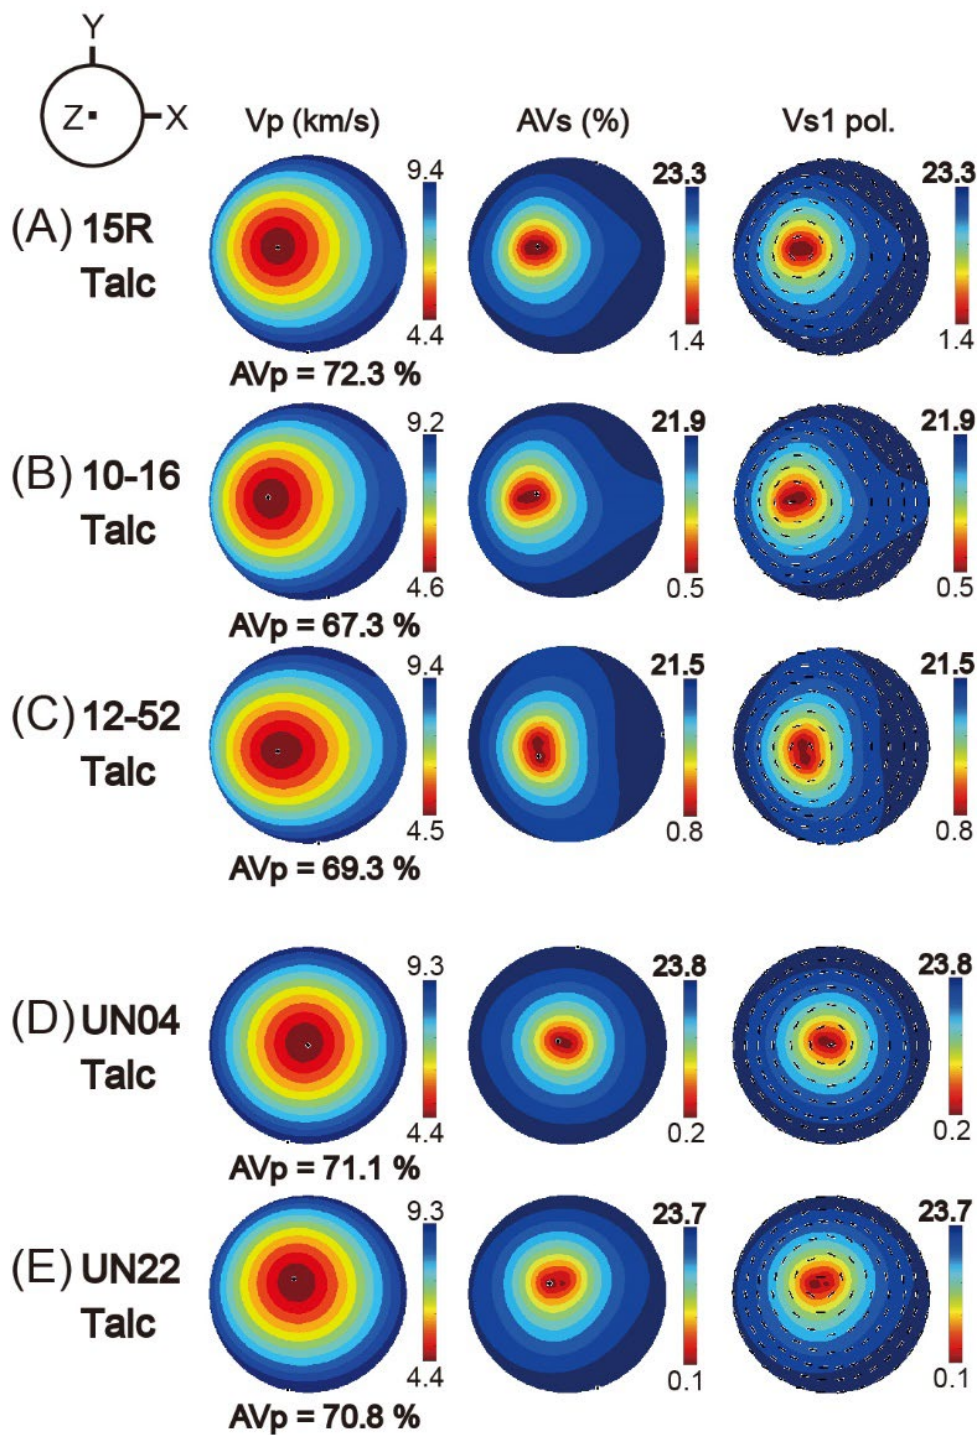 Y
Z
X
Vp (km/s) AVs (%) Vs1 pol.
9.4 23.3 23.3
(A) 15R
Talc
4.4 1.4 1.4
AVp = 72.3 %
9.2 21.9 21.9
(B) 10-16
Talc
4.6 0.5 0.5
AVp = 67.3 %
9.4 21.5 21.5
(C) 12-52
Talc
4.5 0.8 0.8
AVp = 69.3 %
9.3 23.8 23.8
(D) UN04
Talc
4.4 0.2 0.2
AVp = 71.1 %
9.3 23.7 23.7
(E) UN22
Talc
4.4 0.1 0.1
AVp = 70.8 %